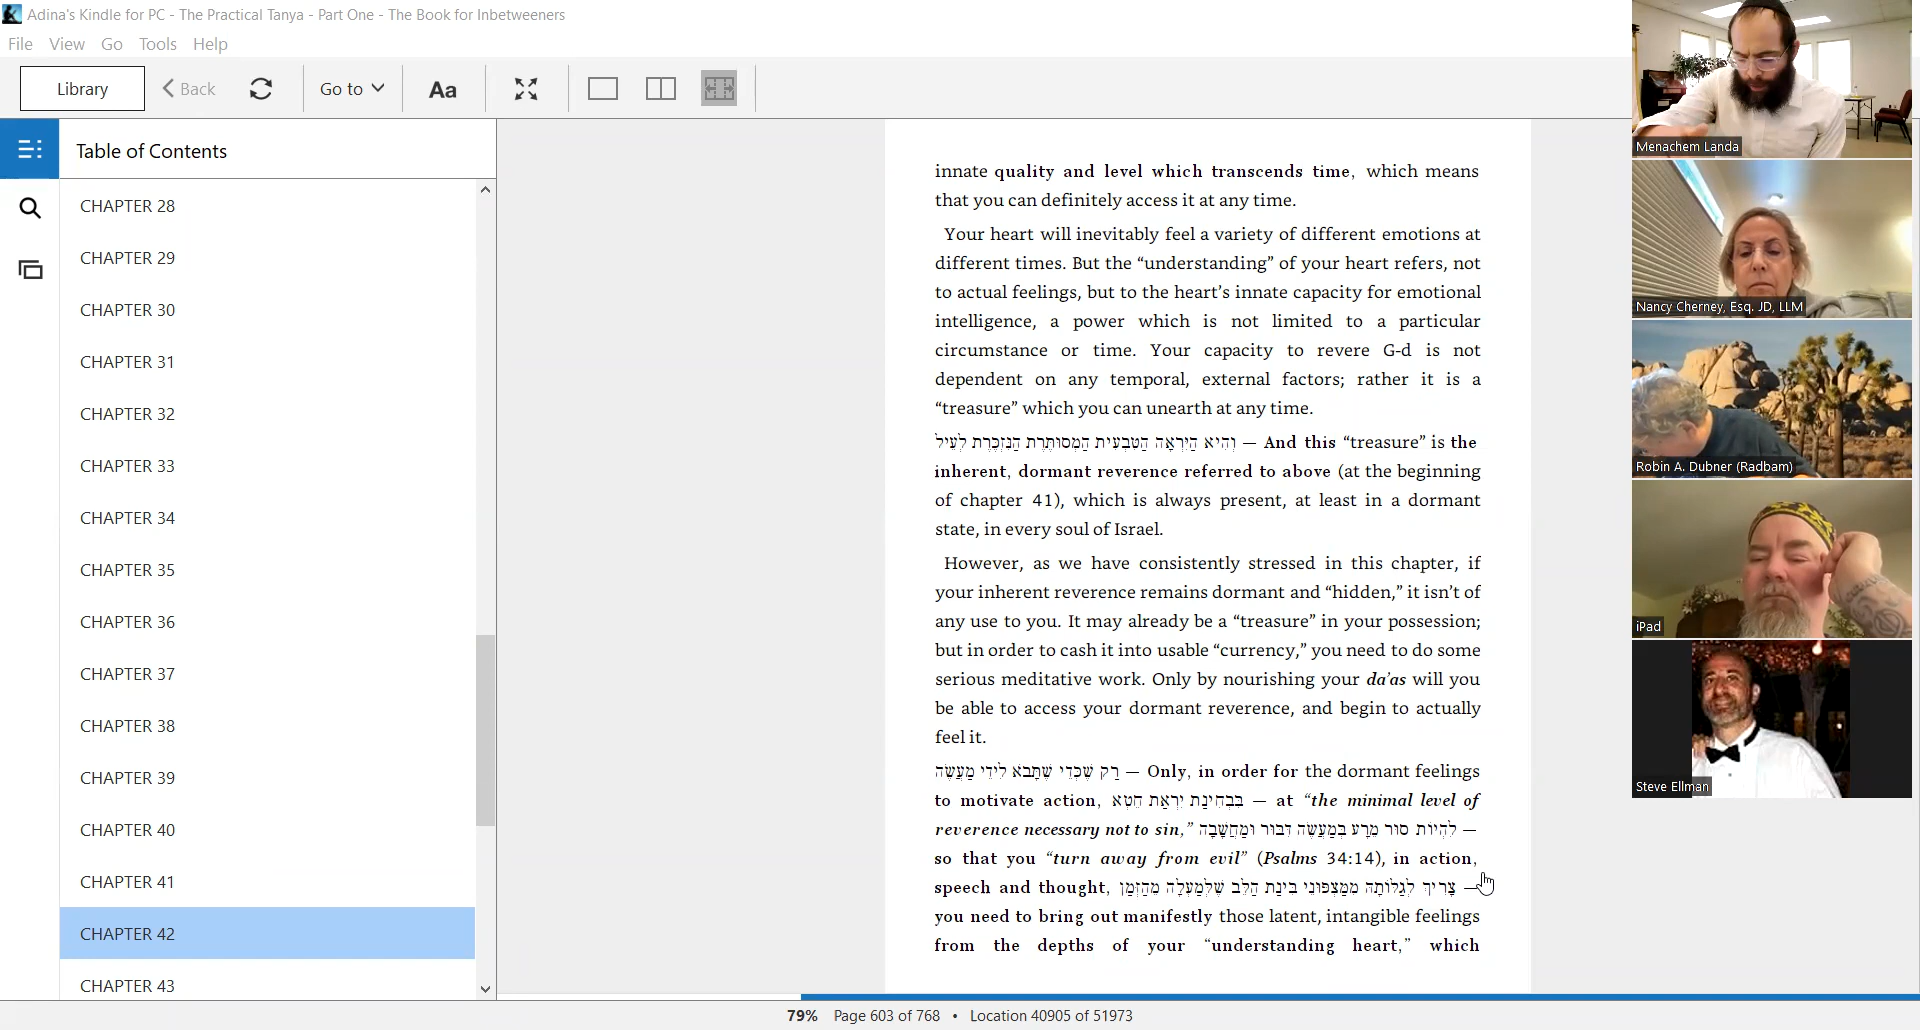 Adina's Kindle for PC - The Practical Tanya - Part One - The Book for Inbetweeners
File View Go Tools Help
Library
Back
Go to
Aa
Table of Contents
CHAPTER 28
CHAPTER 29
CHAPTER 30
CHAPTER 31
CHAPTER 32
CHAPTER 33
CHAPTER 34
CHAPTER 35
CHAPTER 36
CHAPTER 37
CHAPTER 38
CHAPTER 39
CHAPTER 40
CHAPTER 41
CHAPTER 42
CHAPTER 43
innate quality and level which transcends time, which means
that you can definitely access it at any time.
Your heart will inevitably feel a variety of different emotions at
different times. But the “understanding” of your heart refers, not
to actual feelings, but to the heart’s innate capacity for emotional
intelligence, a power which is not limited to a particular
circumstance or time. Your capacity to revere G-d is not
dependent on any temporal, external factors; rather it is a
“treasure” which you can unearth at any time.
וְהִיא הַיִּרְאָה הַטִּבְעִית הַמְסוּתֶּרֶת הַנִּזְכֶּרֶת לְעֵיל — And this “treasure” is the
inherent, dormant reverence referred to above (at the beginning
of chapter 41), which is always present, at least in a dormant
state, in every soul of Israel.
However, as we have consistently stressed in this chapter, if
your inherent reverence remains dormant and “hidden,” it isn’t of
any use to you. It may already be a “treasure” in your possession;
but in order to cash it into usable “currency,” you need to do some
serious meditative work. Only by nourishing your da’as will you
be able to access your dormant reverence, and begin to actually
feel it.
רַק שֶׁכְּדֵי שֶׁתָּבֹא לִידֵי מַעֲשֶׂה — Only, in order for the dormant feelings
to motivate action, בִּבְחִינַת יִרְאַת חֵטְא — at “the minimal level of
reverence necessary not to sin,” לִהְיוֹת סוּר מֵרָע בְּמַעֲשֶׂה דִּבּוּר וּמַחֲשָׁבָה —
so that you “turn away from evil” (Psalms 34:14), in action,
speech and thought, צָרִיךְ לְגַלּוֹתָהּ מִמַּצְפּוּנֵי בִּינַת הַלֵּב שֶׁלְּמַעְלָה מֵהַזְּמַן —
you need to bring out manifestly those latent, intangible feelings
from the depths of your “understanding heart,” which
79% Page 603 of 768 • Location 40905 of 51973
Menachem Landa
Nancy Cherney, Esq. JD, LLM
Robin A. Dubner (Radbam)
iPad
Steve Ellman